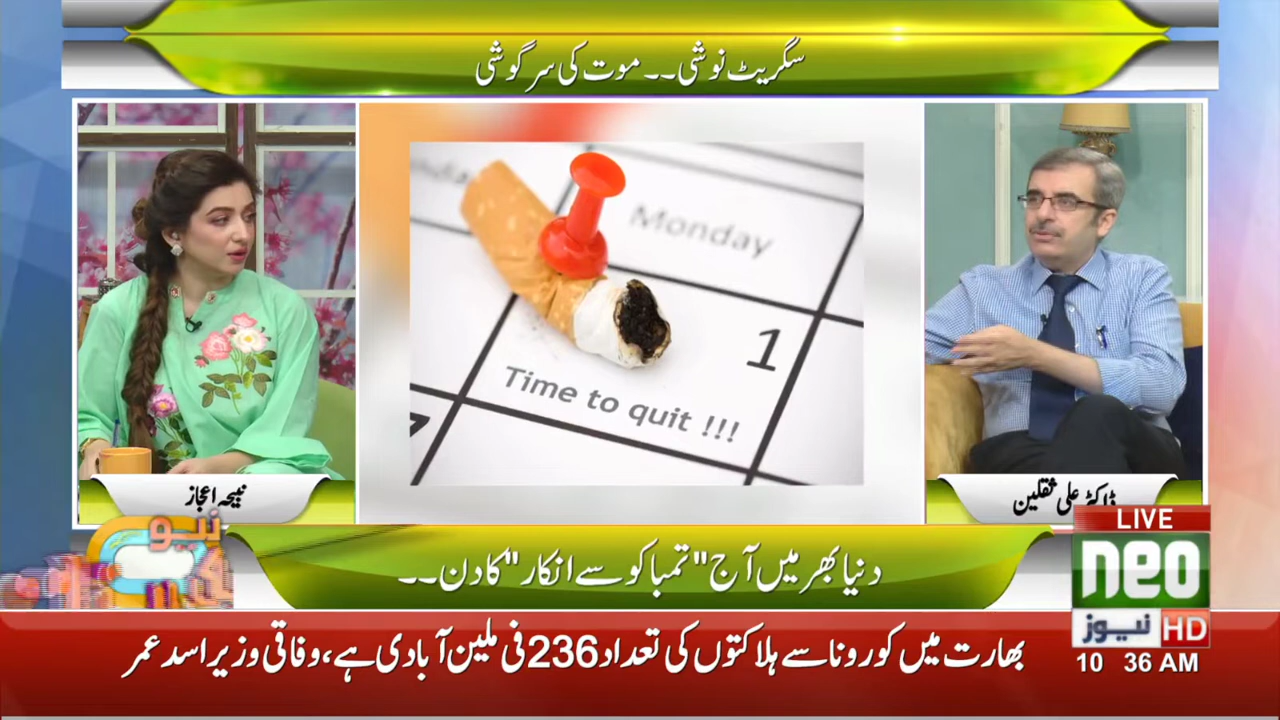 سگریٹ نوشی۔۔موت کی سرگوشی
Monday
1
Time to quit !!!
نبیحہ اعجاز
ڈاکٹر علی ثقلین
نیو
دنیا بھر میں آج "تمباکو سے انکار" کا دن۔۔
LIVE
neo
نیوز HD
بھارت میں کورونا سے ہلاکتوں کی تعداد 236 فی ملین آبادی ہے، وفاقی وزیر اسد عمر
10 36 AM